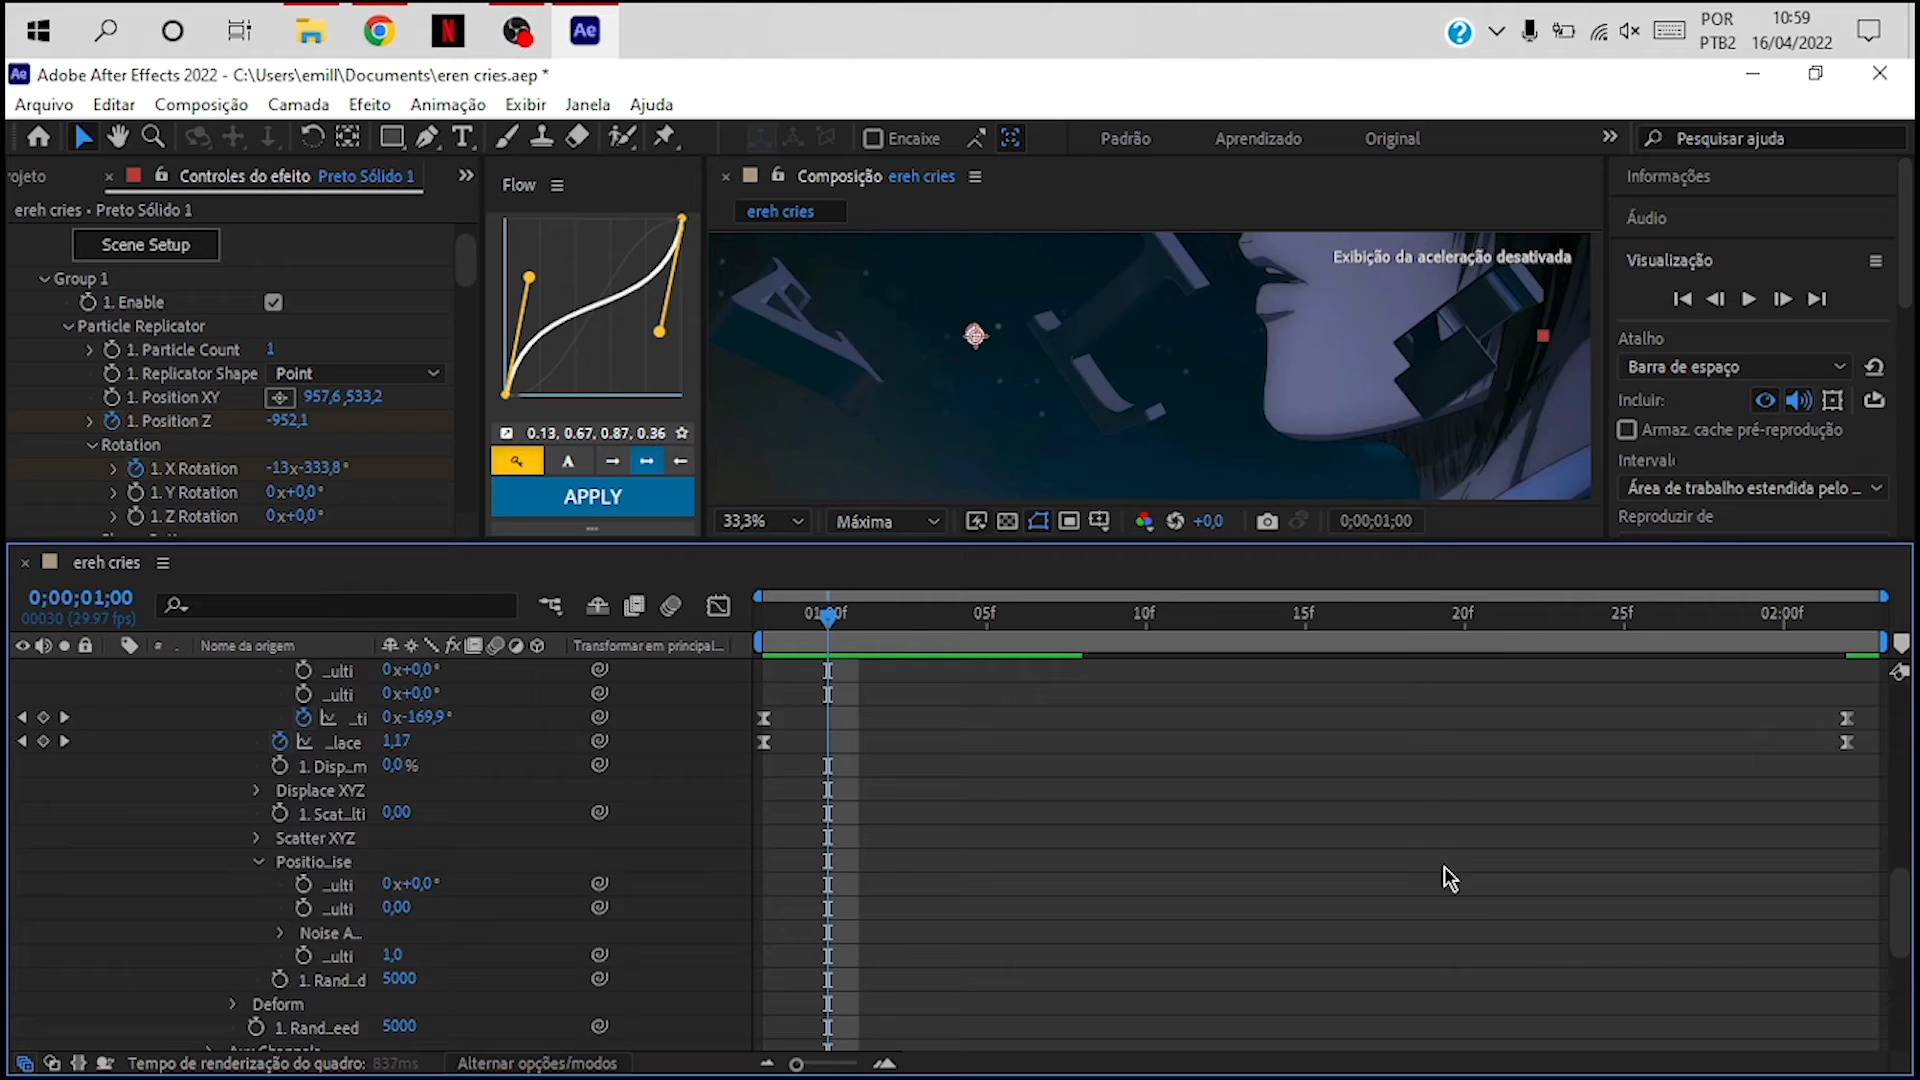 Ae
POR
PTB2
10:59
16/04/2022
Ae Adobe After Effects 2022 - C:\Users\emill\Documents\eren cries.aep *
Arquivo Editar Composição Camada Efeito Animação Exibir Janela Ajuda
Encaixe
Padrão Aprendizado Original
Pesquisar ajuda
rojeto
Controles do efeito Preto Sólido 1
ereh cries • Preto Sólido 1
Scene Setup
Group 1
1. Enable
Particle Replicator
1. Particle Count 1
1. Replicator Shape Point
1. Position XY 957,6,533,2
1. Position Z -952,1
Rotation
1. X Rotation -13x-333,8°
1. Y Rotation 0x+0,0°
1. Z Rotation 0x+0,0°
Flow
0.13, 0.67, 0.87, 0.36
APPLY
Composição ereh cries
ereh cries
Exibição da aceleração desativada
33,3% Máxima +0,0 0;00;01;00
Informações
Áudio
Visualização
Atalho
Barra de espaço
Incluir:
Armaz. cache pré-reprodução
Intervalo
Área de trabalho estendida pelo ...
Reproduzir de
ereh cries
0;00;01;00
00030 (29.97 fps)
05f 10f 15f 20f 25f 02:00f
# . Nome da origem fx Transformar em principal...
_ulti 0x+0,0°
_ulti 0x+0,0°
_ti 0x-169,9°
_lace 1,17
1. Disp_m 0,0%
Displace XYZ
1. Scat_lti 0,00
Scatter XYZ
Positio_ise
_ulti 0x+0,0°
_ulti 0,00
Noise A_
_ulti 1,0
1. Rand_d 5000
Deform
1. Rand_eed 5000
Tempo de renderização do quadro: 837ms Alternar opções/modos